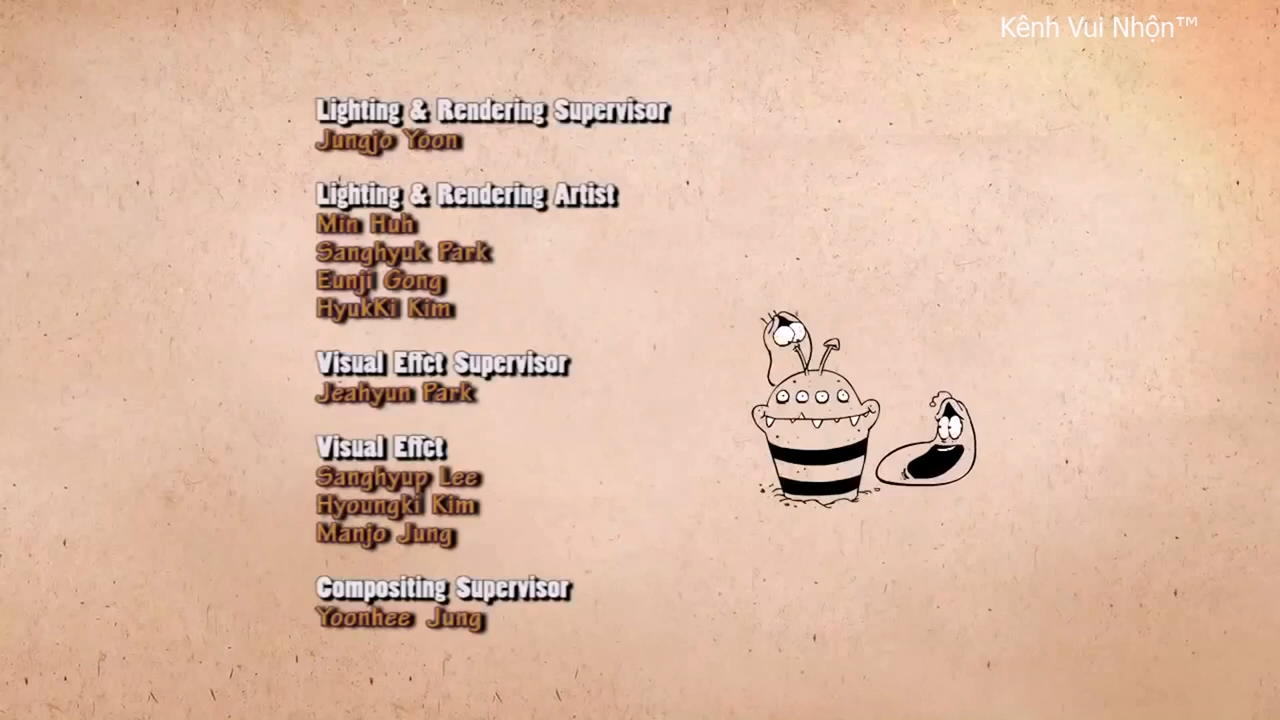 Kênh Vui Nhộn™
Lighting & Rendering Supervisor
Jungjo Yoon
Lighting & Rendering Artist
Min Huh
Sanghyuk Park
Eunji Gong
HyukKi Kim
Visual Effct Supervisor
Jeahyun Park
Visual Effct
Sanghyup Lee
Hyoungki Kim
Manjo Jung
Compositing Supervisor
Yoonhee Jung